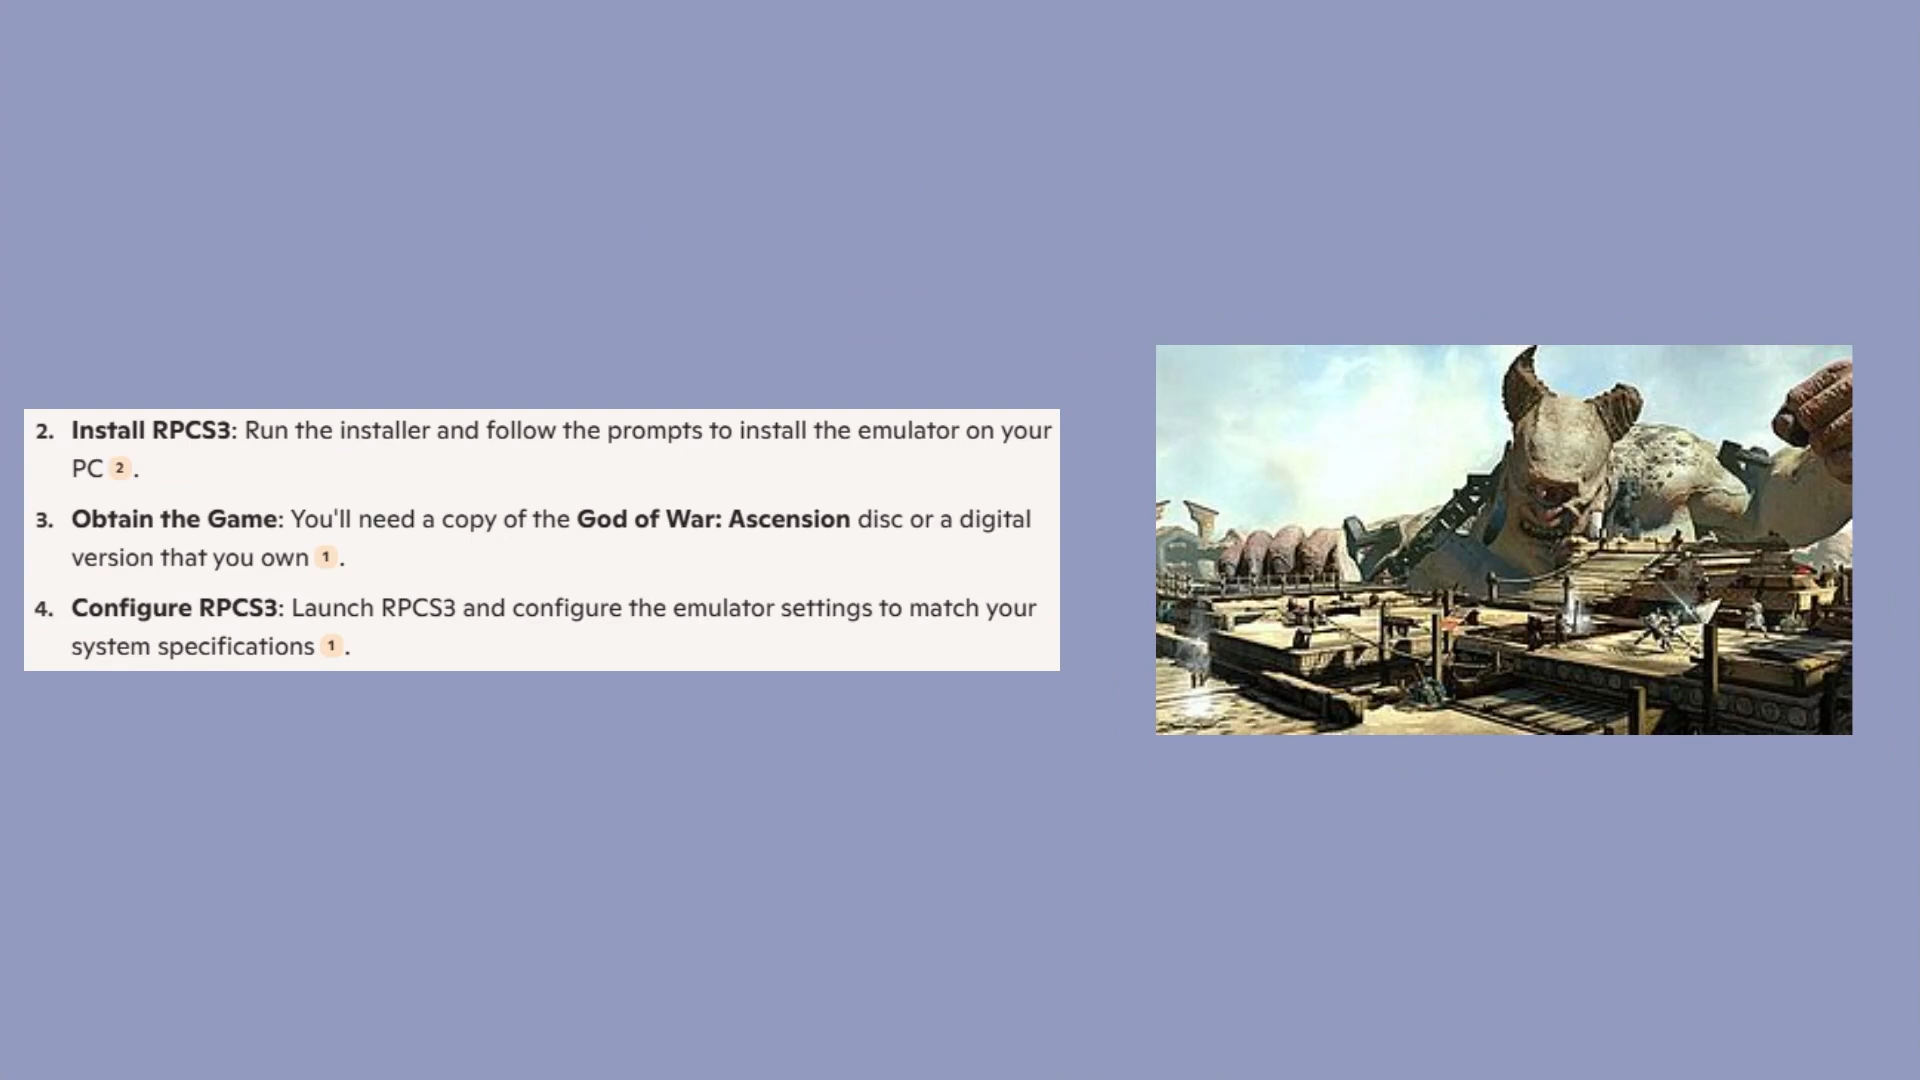 2. Install RPCS3: Run the installer and follow the prompts to install the emulator on your
PC 2 .
3. Obtain the Game: You'll need a copy of the God of War: Ascension disc or a digital
version that you own 1 .
4. Configure RPCS3: Launch RPCS3 and configure the emulator settings to match your
system specifications 1 .